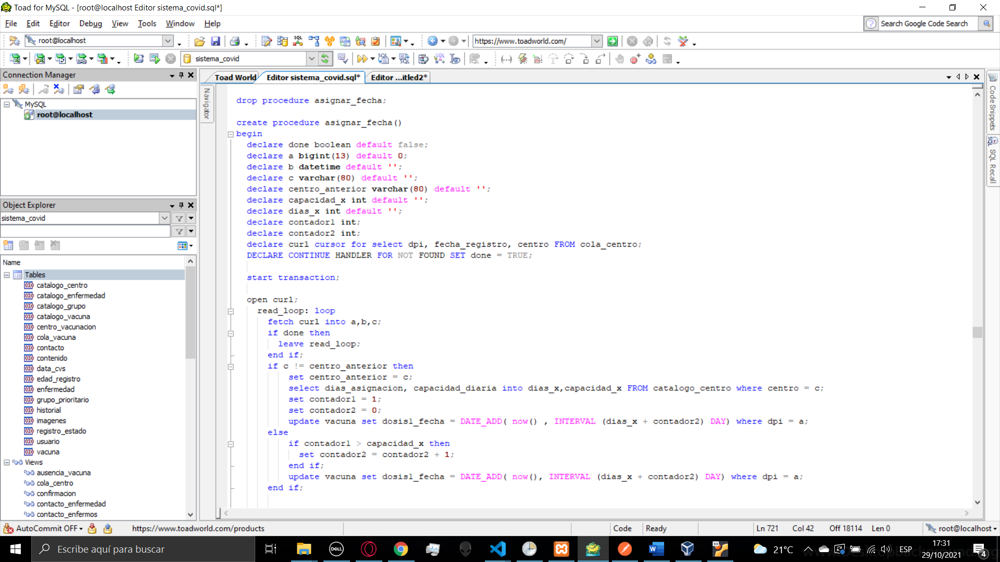 Toad for MySQL - [root@localhost Editor sistema_covid.sql*]
File Edit Editor Debug View Tools Window Help
Search Google Code Search
root@localhost
SQL
https://www.toadworld.com/
sistema_covid
Connection Manager
MySQL
root@localhost
Object Explorer
sistema_covid
Name
Tables
catalogo_centro
catalogo_enfermedad
catalogo_grupo
catalogo_vacuna
centro_vacunacion
cola_vacuna
contacto
contenido
data_cvs
edad_registro
enfermedad
grupo_prioritario
historial
imagenes
registro_estado
usuario
vacuna
Views
ausencia_vacuna
cola_centro
confirmacion
contacto_enfermedad
contacto_enfermos
Toad World
Editor sistema_covid.sql*
Editor ...itled2*
Navigator
drop procedure asignar_fecha;
create procedure asignar_fecha()
begin
declare done boolean default false;
declare a bigint(13) default 0;
declare b datetime default '';
declare c varchar(80) default '';
declare centro_anterior varchar(80) default '';
declare capacidad_x int default '';
declare dias_x int default '';
declare contador1 int;
declare contador2 int;
declare cur1 cursor for select dpi, fecha_registro, centro FROM cola_centro;
DECLARE CONTINUE HANDLER FOR NOT FOUND SET done = TRUE;
start transaction;
open cur1;
read_loop: loop
fetch cur1 into a,b,c;
if done then
leave read_loop;
end if;
if c != centro_anterior then
set centro_anterior = c;
select dias_asignacion, capacidad_diaria into dias_x,capacidad_x FROM catalogo_centro where centro = c;
set contador1 = 1;
set contador2 = 0;
update vacuna set dosis1_fecha = DATE_ADD( now() , INTERVAL (dias_x + contador2) DAY) where dpi = a;
else
if contador1 > capacidad_x then
set contador2 = contador2 + 1;
end if;
update vacuna set dosis1_fecha = DATE_ADD( now(), INTERVAL (dias_x + contador2) DAY) where dpi = a;
end if;
Code Snippets
SQL Recall
AutoCommit OFF
https://www.toadworld.com/products
Code
Ready
Ln 721
Col 42
Off 18114
Len 0
root@localhost
Escribe aquí para buscar
DELL
21°C
ESP
17:31
29/10/2021
4